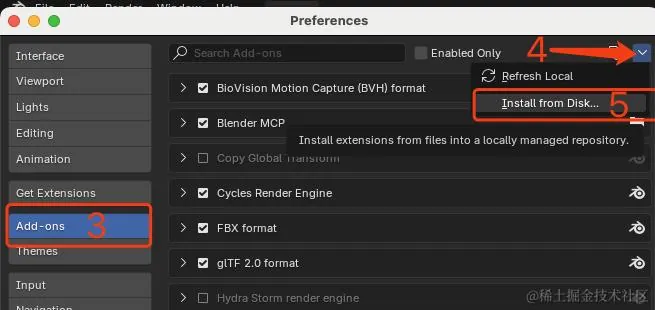 File Edit Render Window Help
Preferences
Interface
Viewport
Lights
Editing
Animation
Get Extensions
Add-ons
3
Themes
Input
Navigation
Search Add-ons
Enabled Only
4
Refresh Local
Install from Disk...
5
Install extensions from files into a locally managed repository.
BioVision Motion Capture (BVH) format
Blender MCP
Copy Global Transform
Cycles Render Engine
FBX format
glTF 2.0 format
Hydra Storm render engine
@稀土掘金技术社区